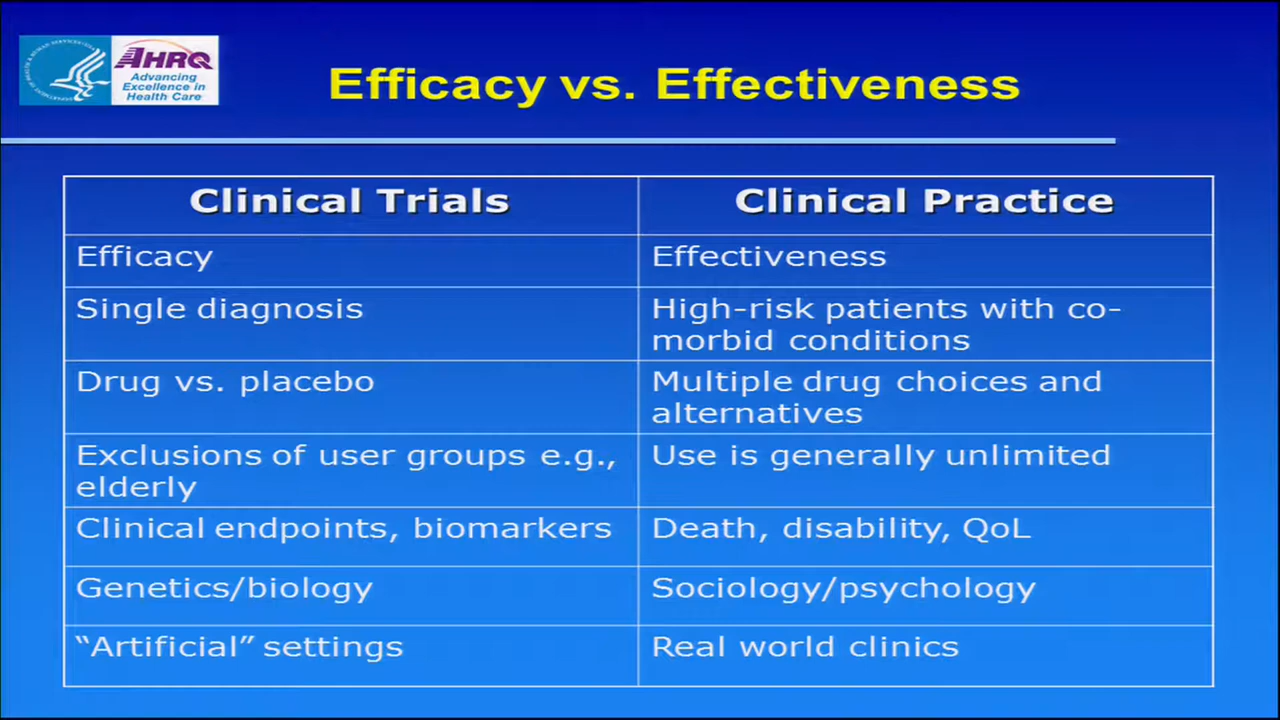 AHRQ
Advancing
Excellence in
Health Care
Efficacy vs. Effectiveness
Clinical Trials
Clinical Practice
Efficacy
Effectiveness
Single diagnosis
High-risk patients with co-
morbid conditions
Drug vs. placebo
Multiple drug choices and
alternatives
Exclusions of user groups e.g.,
elderly
Use is generally unlimited
Clinical endpoints, biomarkers
Death, disability, QoL
Genetics/biology
Sociology/psychology
“Artificial” settings
Real world clinics